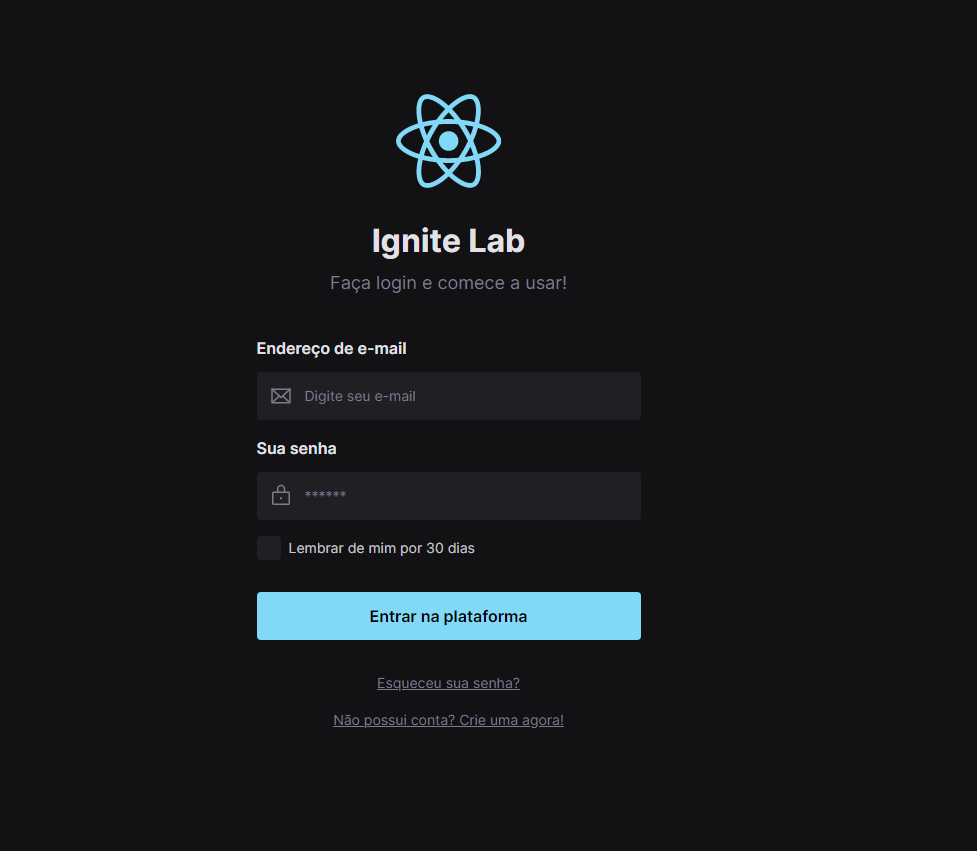 Ignite Lab
Faça login e comece a usar!
Endereço de e-mail
Digite seu e-mail
Sua senha
******
Lembrar de mim por 30 dias
Entrar na plataforma
Esqueceu sua senha?
Não possui conta? Crie uma agora!